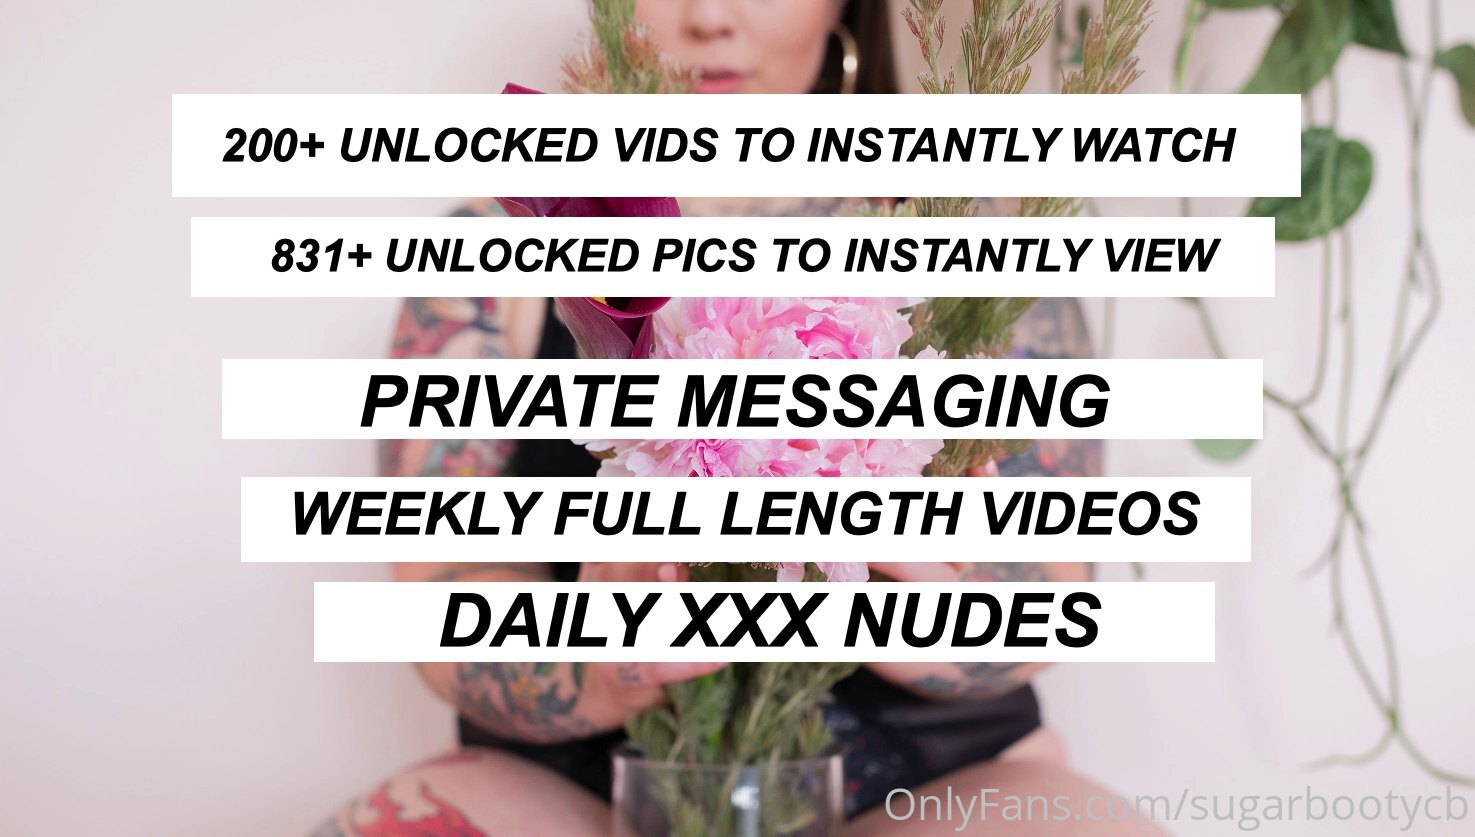 200+ UNLOCKED VIDS TO INSTANTLY WATCH
831+ UNLOCKED PICS TO INSTANTLY VIEW
PRIVATE MESSAGING
WEEKLY FULL LENGTH VIDEOS
DAILY XXX NUDES
OnlyFans.com/sugarbootycb